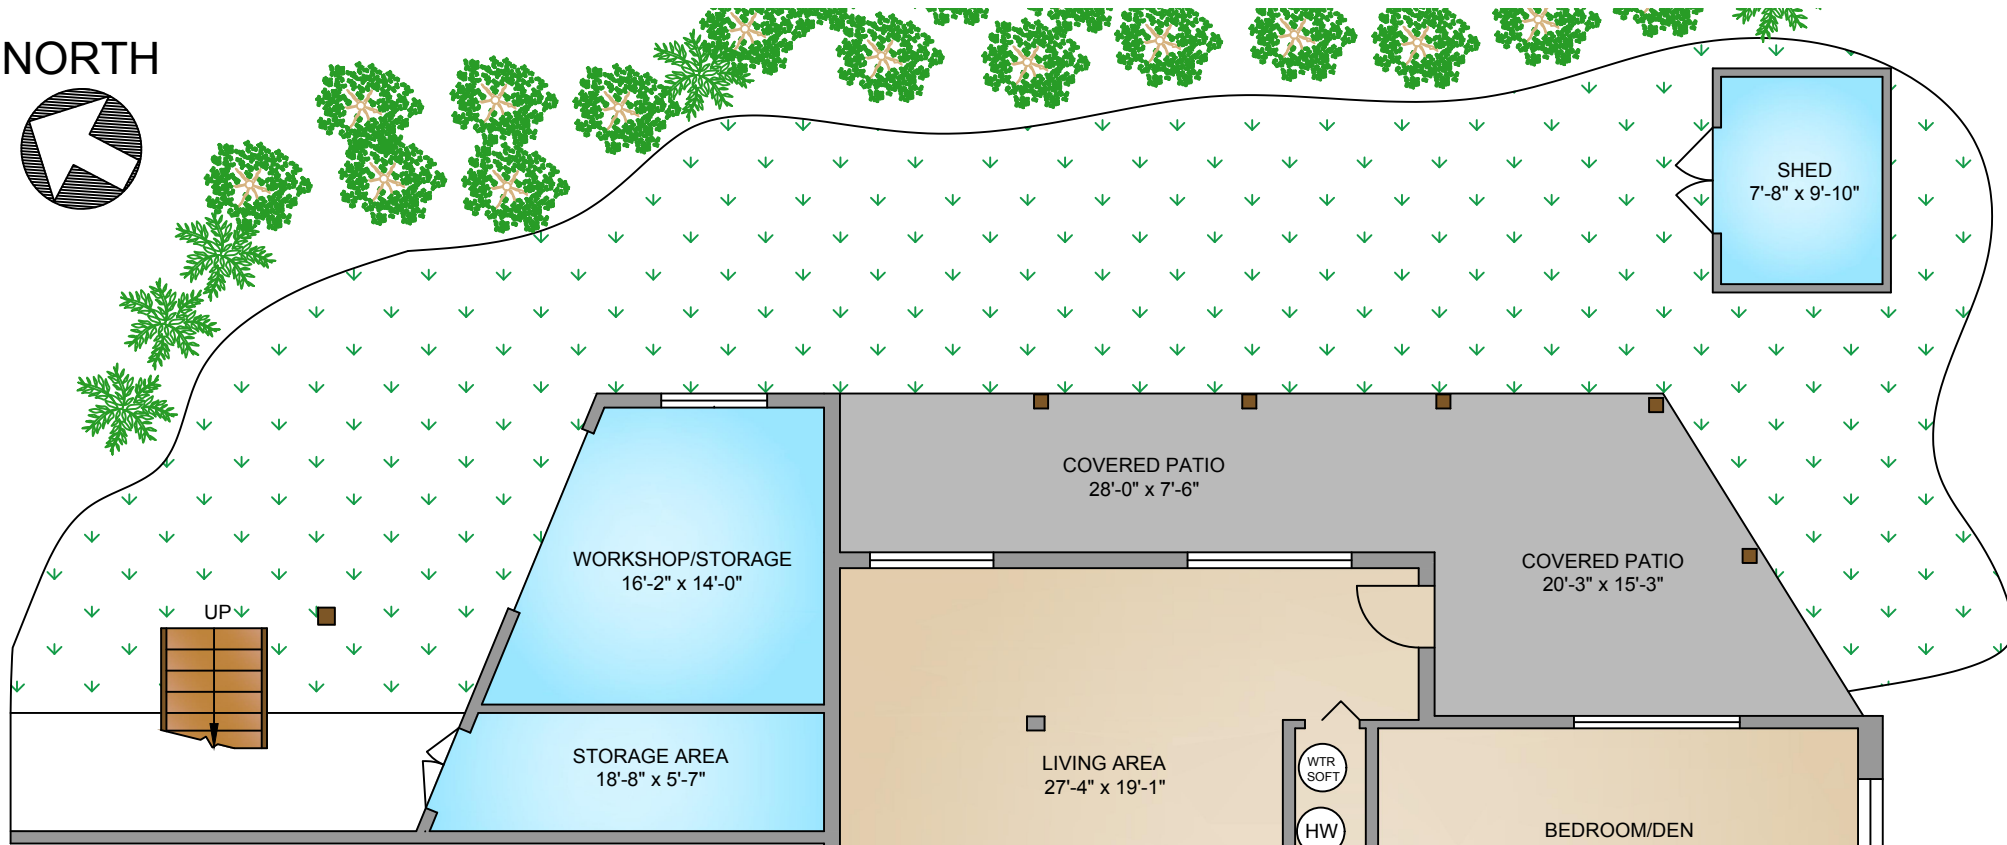 NORTH
SHED
7'-8" x 9'-10"
COVERED PATIO
28'-0" x 7'-6"
WORKSHOP/STORAGE
16'-2" x 14'-0"
COVERED PATIO
20'-3" x 15'-3"
UP
STORAGE AREA
18'-8" x 5'-7"
LIVING AREA
27'-4" x 19'-1"
WTR
SOFT
HW
BEDROOM/DEN